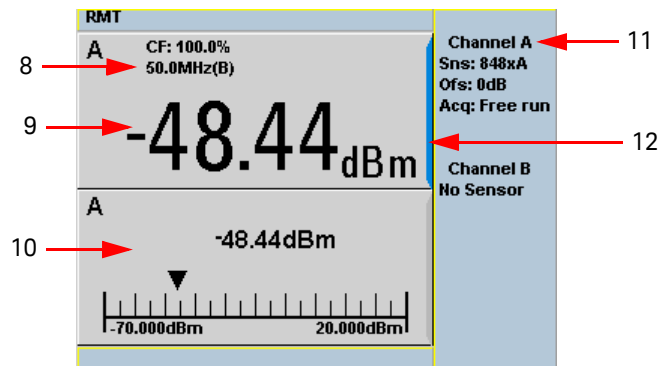 RMT
A
CF: 100.0%
50.0MHz(B)
-48.44dBm
A
-48.44dBm
-70.000dBm
20.000dBm
Channel A
Sns: 848xA
Ofs: 0dB
Acq: Free run
Channel B
No Sensor
8
9
10
11
12